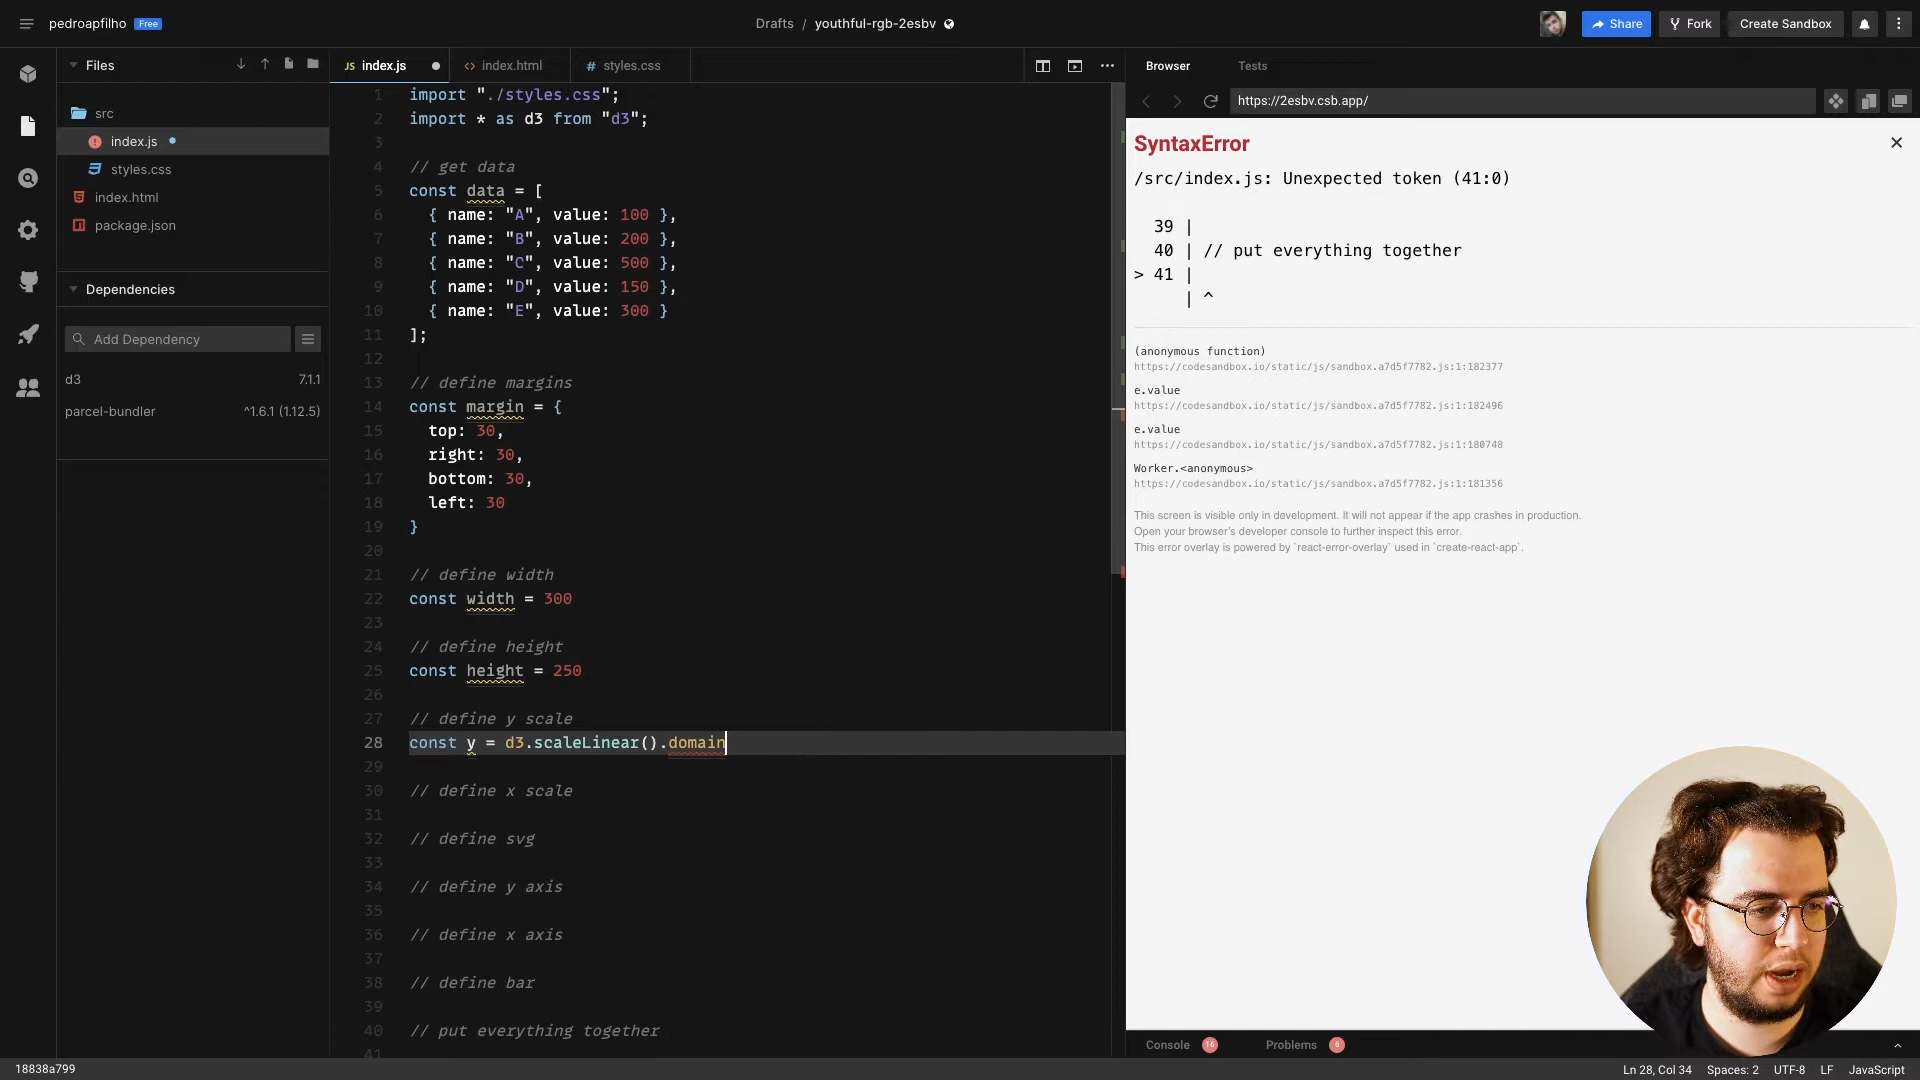 pedroapfilho Free
Drafts / youthful-rgb-2esbv
Share
Fork
Create Sandbox
Files
src
index.js
styles.css
index.html
package.json
Dependencies
Add Dependency
d3 7.1.1
parcel-bundler ^1.6.1 (1.12.5)
JS index.js
<> index.html
# styles.css
1 import "./styles.css";
2 import * as d3 from "d3";
3
4 // get data
5 const data = [
6 { name: "A", value: 100 },
7 { name: "B", value: 200 },
8 { name: "C", value: 500 },
9 { name: "D", value: 150 },
10 { name: "E", value: 300 }
11 ];
12
13 // define margins
14 const margin = {
15 top: 30,
16 right: 30,
17 bottom: 30,
18 left: 30
19 }
20
21 // define width
22 const width = 300
23
24 // define height
25 const height = 250
26
27 // define y scale
28 const y = d3.scaleLinear().domain
29
30 // define x scale
31
32 // define svg
33
34 // define y axis
35
36 // define x axis
37
38 // define bar
39
40 // put everything together
41
Browser
Tests
https://2esbv.csb.app/
SyntaxError
/src/index.js: Unexpected token (41:0)
39 |
40 | // put everything together
> 41 |
| ^
(anonymous function)
https://codesandbox.io/static/js/sandbox.a7d5f7782.js:1:182377
e.value
https://codesandbox.io/static/js/sandbox.a7d5f7782.js:1:182496
e.value
https://codesandbox.io/static/js/sandbox.a7d5f7782.js:1:180748
Worker.<anonymous>
https://codesandbox.io/static/js/sandbox.a7d5f7782.js:1:181356
This screen is visible only in development. It will not appear if the app crashes in production.
Open your browser's developer console to further inspect this error.
This error overlay is powered by `react-error-overlay` used in `create-react-app`.
Console 16
Problems 6
18838a799
Ln 28, Col 34 Spaces: 2 UTF-8 LF JavaScript